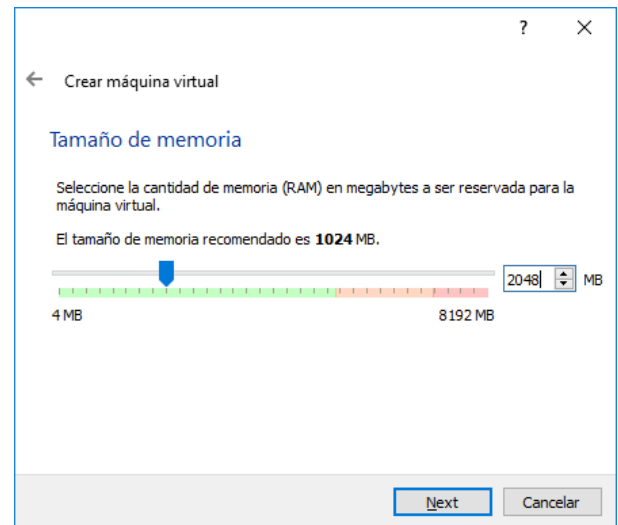 ?
Crear máquina virtual
Tamaño de memoria
Seleccione la cantidad de memoria (RAM) en megabytes a ser reservada para la
máquina virtual.
El tamaño de memoria recomendado es 1024 MB.
2048 MB
4 MB 8192 MB
Next Cancelar